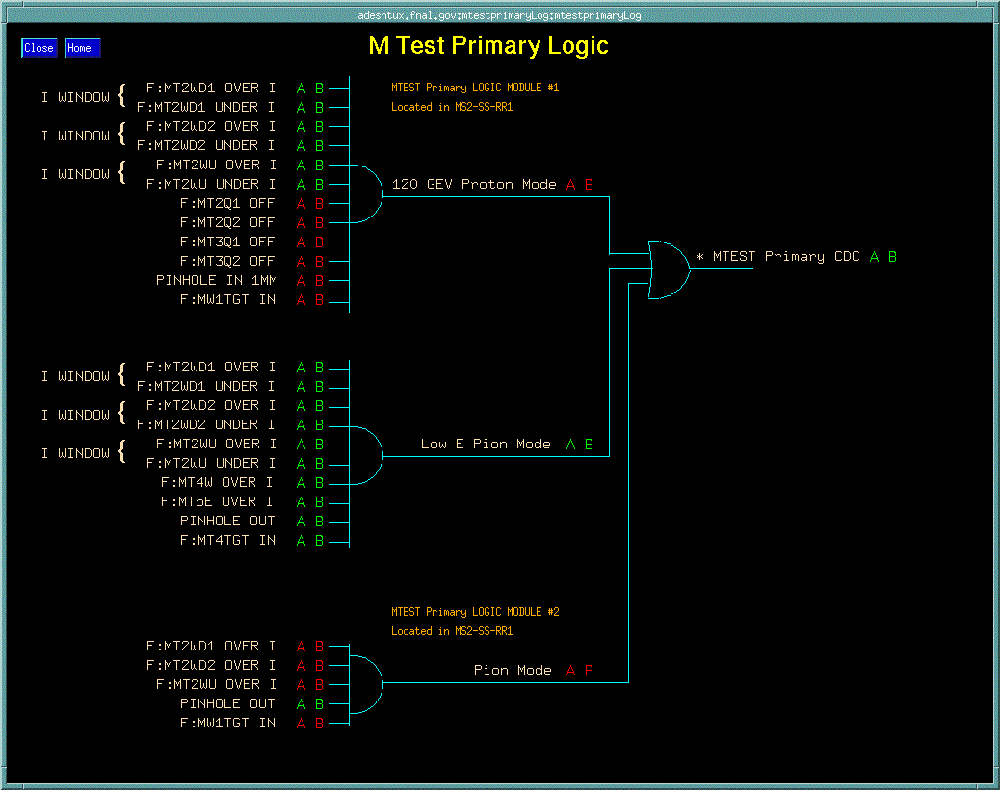 adeshtux.fnal.gov:mtestprimaryLog:mtestprimaryLog
Close Home
M Test Primary Logic
I WINDOW {
F:MT2WD1 OVER I A B
F:MT2WD1 UNDER I A B
I WINDOW {
F:MT2WD2 OVER I A B
F:MT2WD2 UNDER I A B
I WINDOW {
F:MT2WU OVER I A B
F:MT2WU UNDER I A B
F:MT2Q1 OFF A B
F:MT2Q2 OFF A B
F:MT3Q1 OFF A B
F:MT3Q2 OFF A B
PINHOLE IN 1MM A B
F:MW1TGT IN A B
MTEST Primary LOGIC MODULE #1
Located in MS2-SS-RR1
120 GEV Proton Mode A B
* MTEST Primary CDC A B
I WINDOW {
F:MT2WD1 OVER I A B
F:MT2WD1 UNDER I A B
I WINDOW {
F:MT2WD2 OVER I A B
F:MT2WD2 UNDER I A B
I WINDOW {
F:MT2WU OVER I A B
F:MT2WU UNDER I A B
F:MT4W OVER I A B
F:MT5E OVER I A B
PINHOLE OUT A B
F:MT4TGT IN A B
Low E Pion Mode A B
MTEST Primary LOGIC MODULE #2
Located in MS2-SS-RR1
F:MT2WD1 OVER I A B
F:MT2WD2 OVER I A B
F:MT2WU OVER I A B
PINHOLE OUT A B
F:MW1TGT IN A B
Pion Mode A B